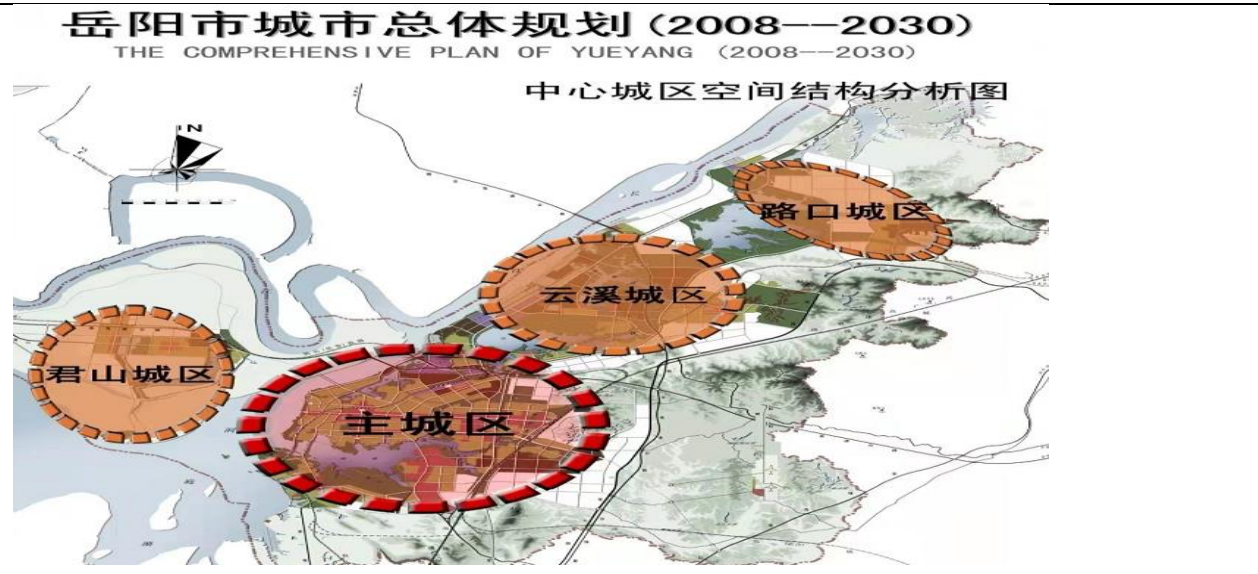 岳阳市城市总体规划(2008--2030)
THE COMPREHENSIVE PLAN OF YUEYANG (2008--2030)
中心城区空间结构分析图
N
路口城区
云溪城区
君山城区
主城区